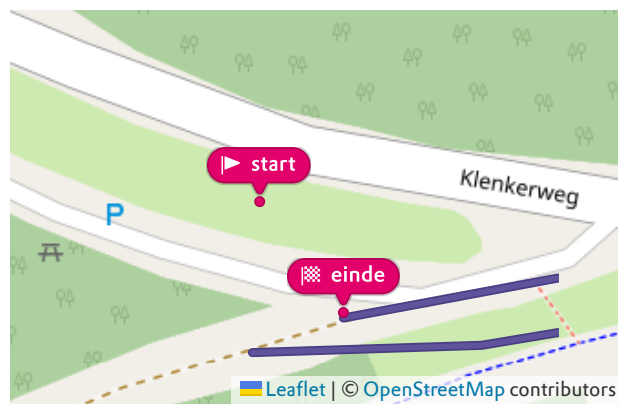 start
Klenkerweg
P
einde
Leaflet | © OpenStreetMap contributors